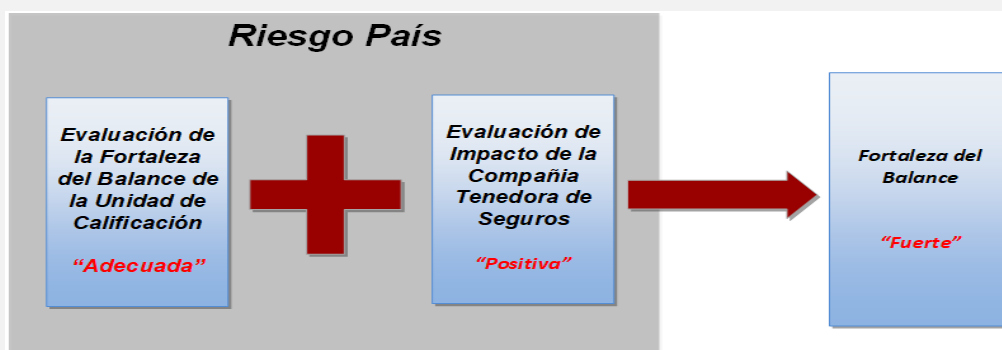 Riesgo País
Evaluación de
la Fortaleza
del Balance de
la Unidad de
Calificación
“Adecuada”
Evaluación de
Impacto de la
Compañia
Tenedora de
Seguros
“Positiva”
Fortaleza del
Balance
“Fuerte”